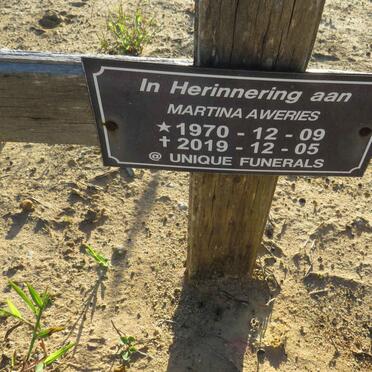 In Herinnering aan
MARTINA AWERIES
★ 1970 - 12 - 09
✝ 2019 - 12 - 05
@ UNIQUE FUNERALS